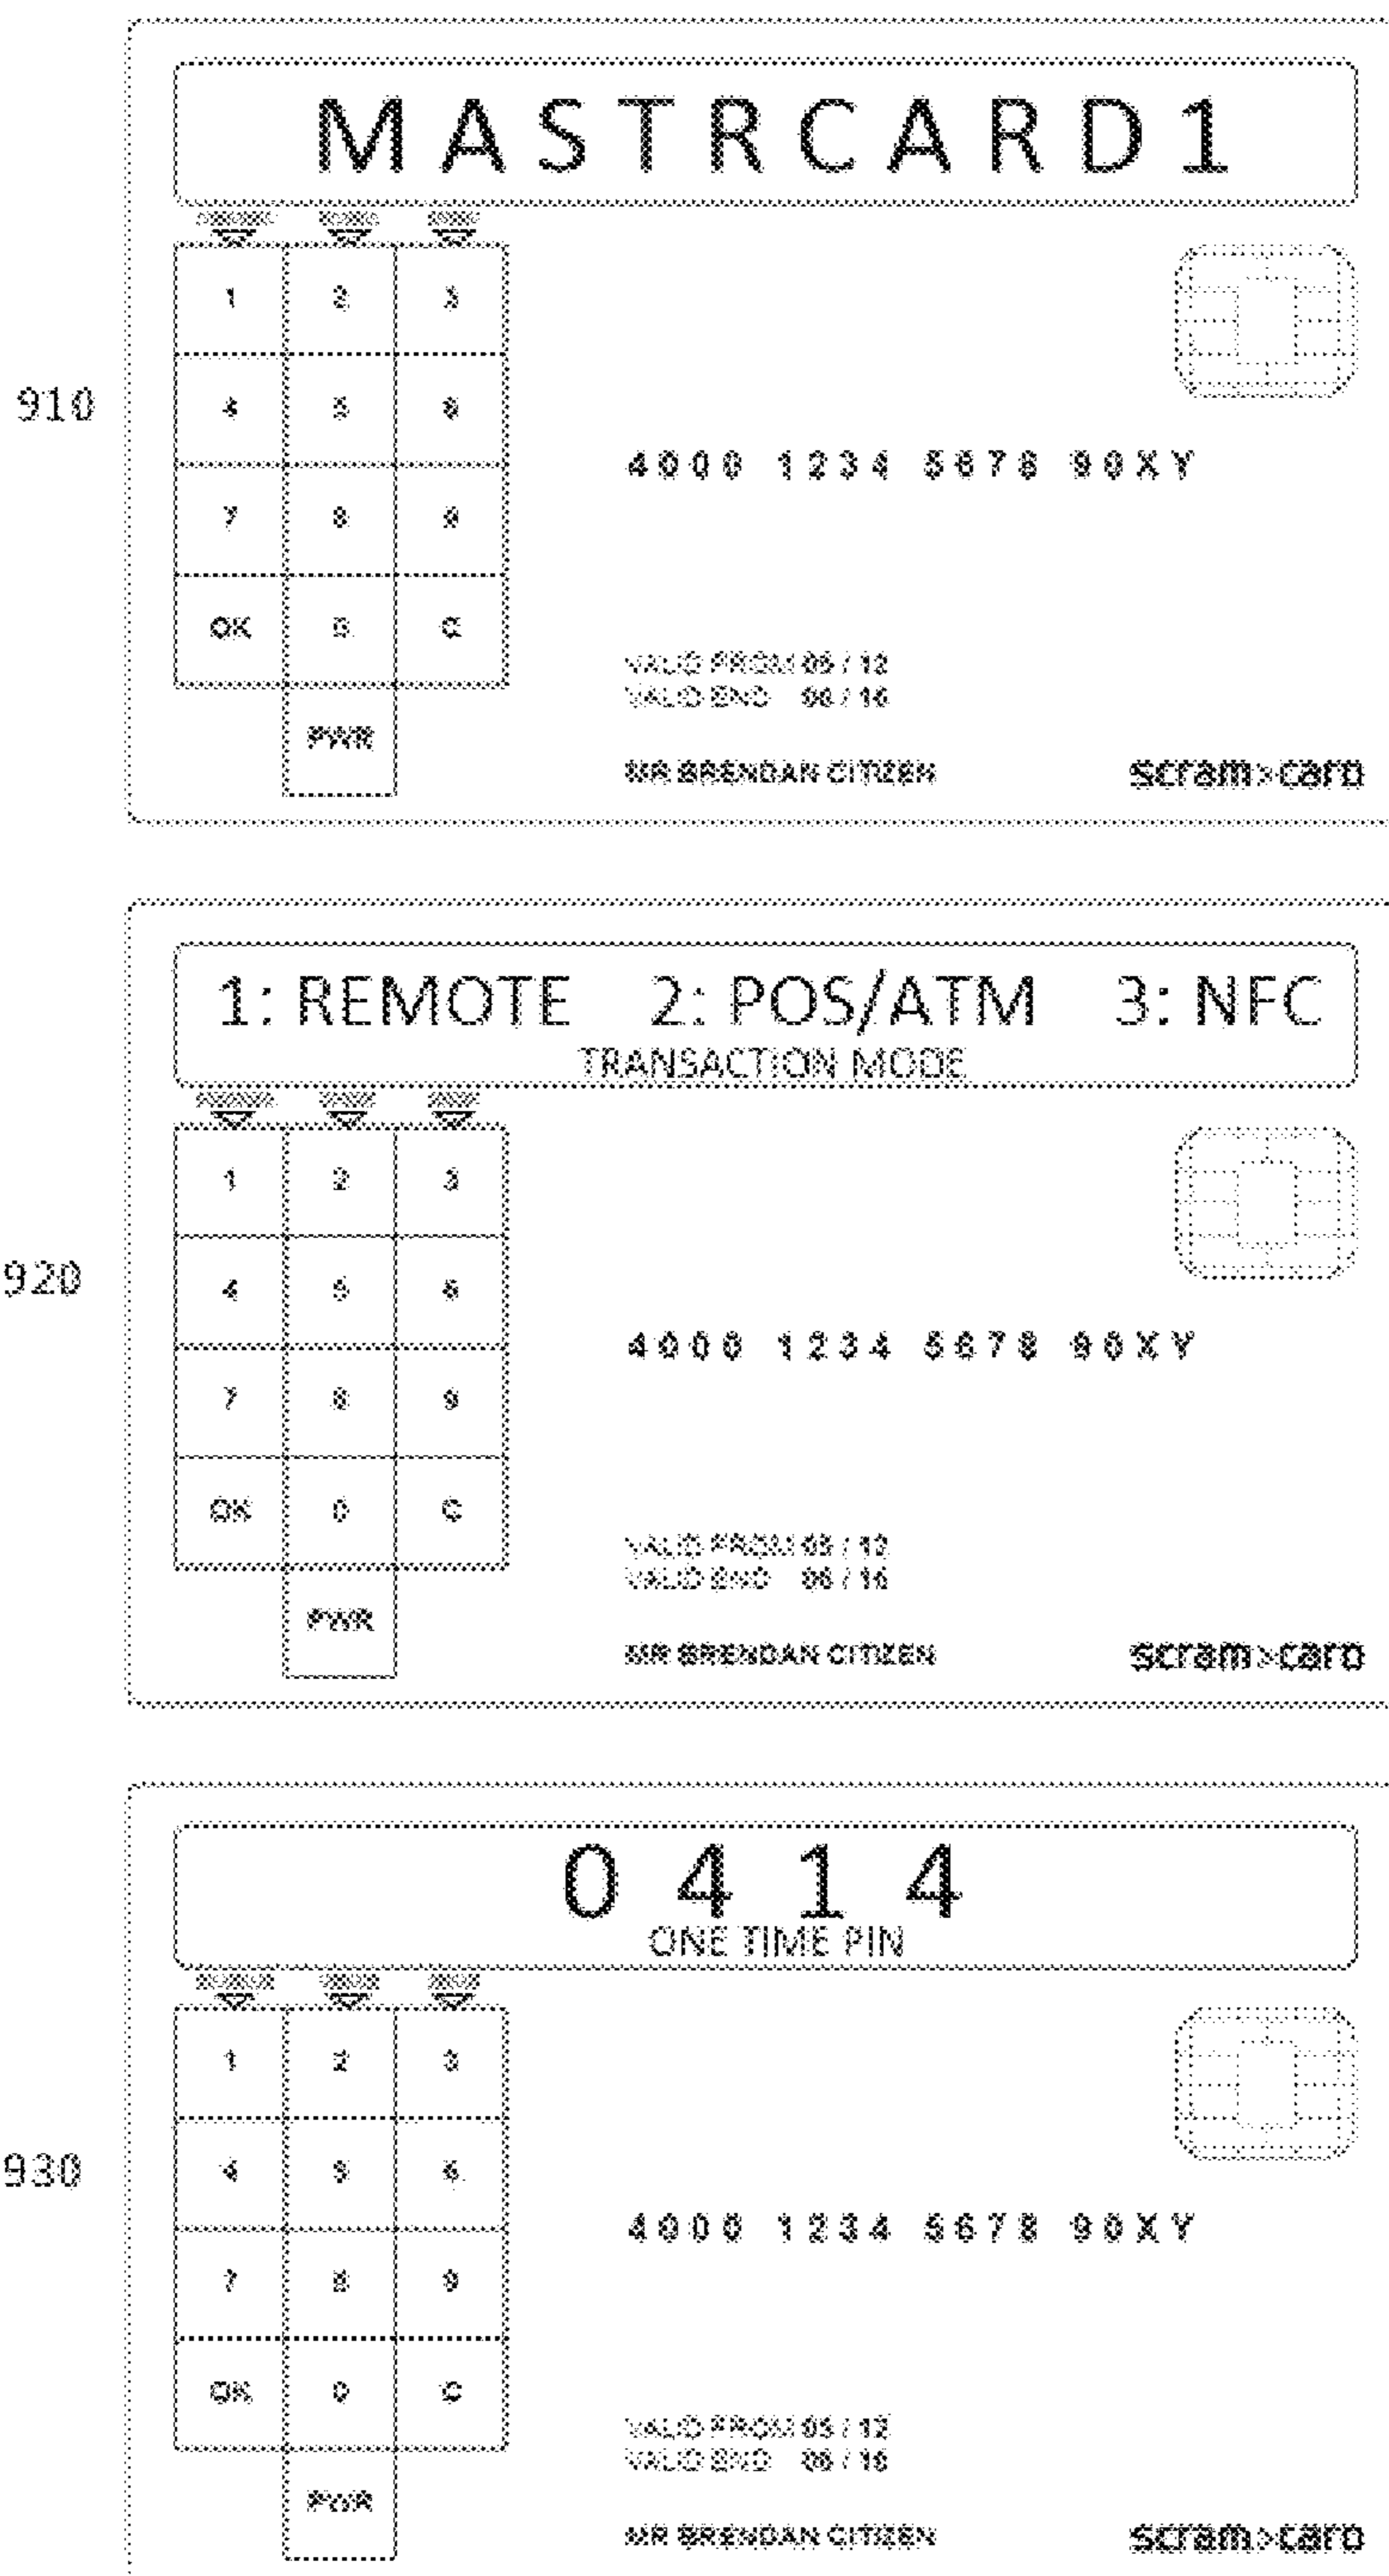 MASTRCARD1
1 2 3
910
4 5 6
4000 1234 5678 90XY
7 8 9
OK 0 C
VALID FROM 05 / 12
VALID END 06 / 16
PWR
MR BRENDAN CITIZEN
scram>card
1: REMOTE 2: POS/ATM 3: NFC
TRANSACTION MODE
1 2 3
920
4 5 6
4000 1234 5678 90XY
7 8 9
OK 0 C
VALID FROM 05 / 12
VALID END 06 / 16
PWR
MR BRENDAN CITIZEN
scram>card
0414
ONE TIME PIN
1 2 3
930
4 5 6
4000 1234 5678 90XY
7 8 9
OK 0 C
VALID FROM 05 / 12
VALID END 06 / 16
PWR
MR BRENDAN CITIZEN
scram>card